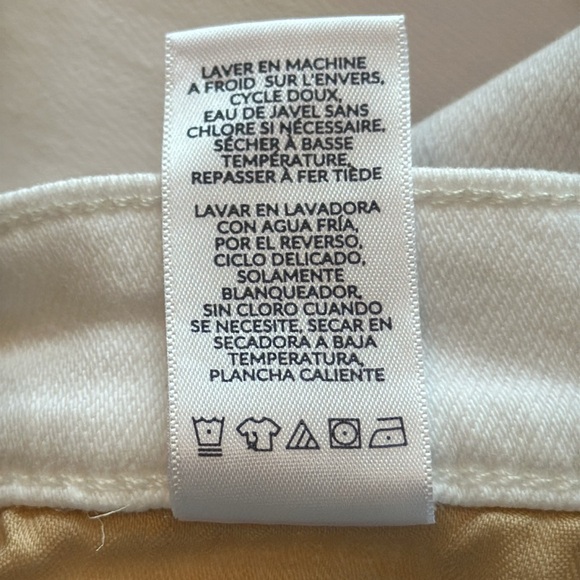 LAVER EN MACHINE
A FROID SUR L'ENVERS,
CYCLE DOUX,
EAU DE JAVEL SANS
CHLORE SI NÉCESSAIRE,
SÉCHER À BASSE
TEMPÉRATURE,
REPASSER À FER TIÈDE
LAVAR EN LAVADORA
CON AGUA FRÍA,
POR EL REVERSO,
CICLO DELICADO,
SOLAMENTE
BLANQUEADOR,
SIN CLORO CUANDO
SE NECESITE, SECAR EN
SECADORA A BAJA
TEMPERATURA,
PLANCHA CALIENTE